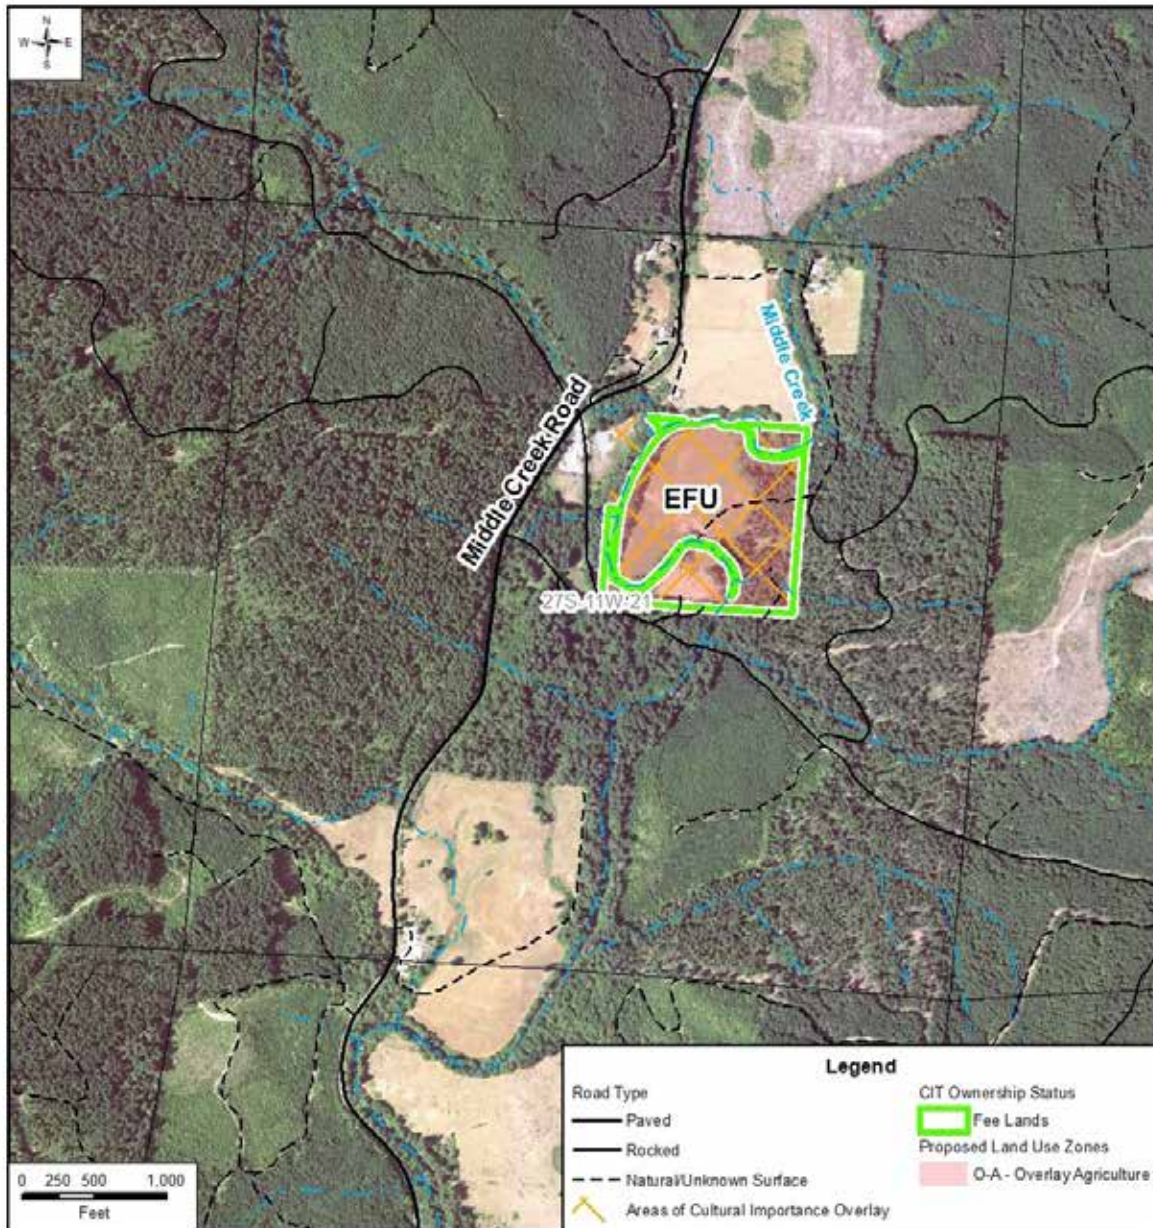 N
W E
S
Middle Creek
Middle Creek Road
EFU
27S-11W-21
Legend
Road Type
Paved
Rocked
Natural/Unknown Surface
Areas of Cultural Importance Overlay
CIT Ownership Status
Fee Lands
Proposed Land Use Zones
O-A - Overlay Agriculture
0 250 500 1,000
Feet